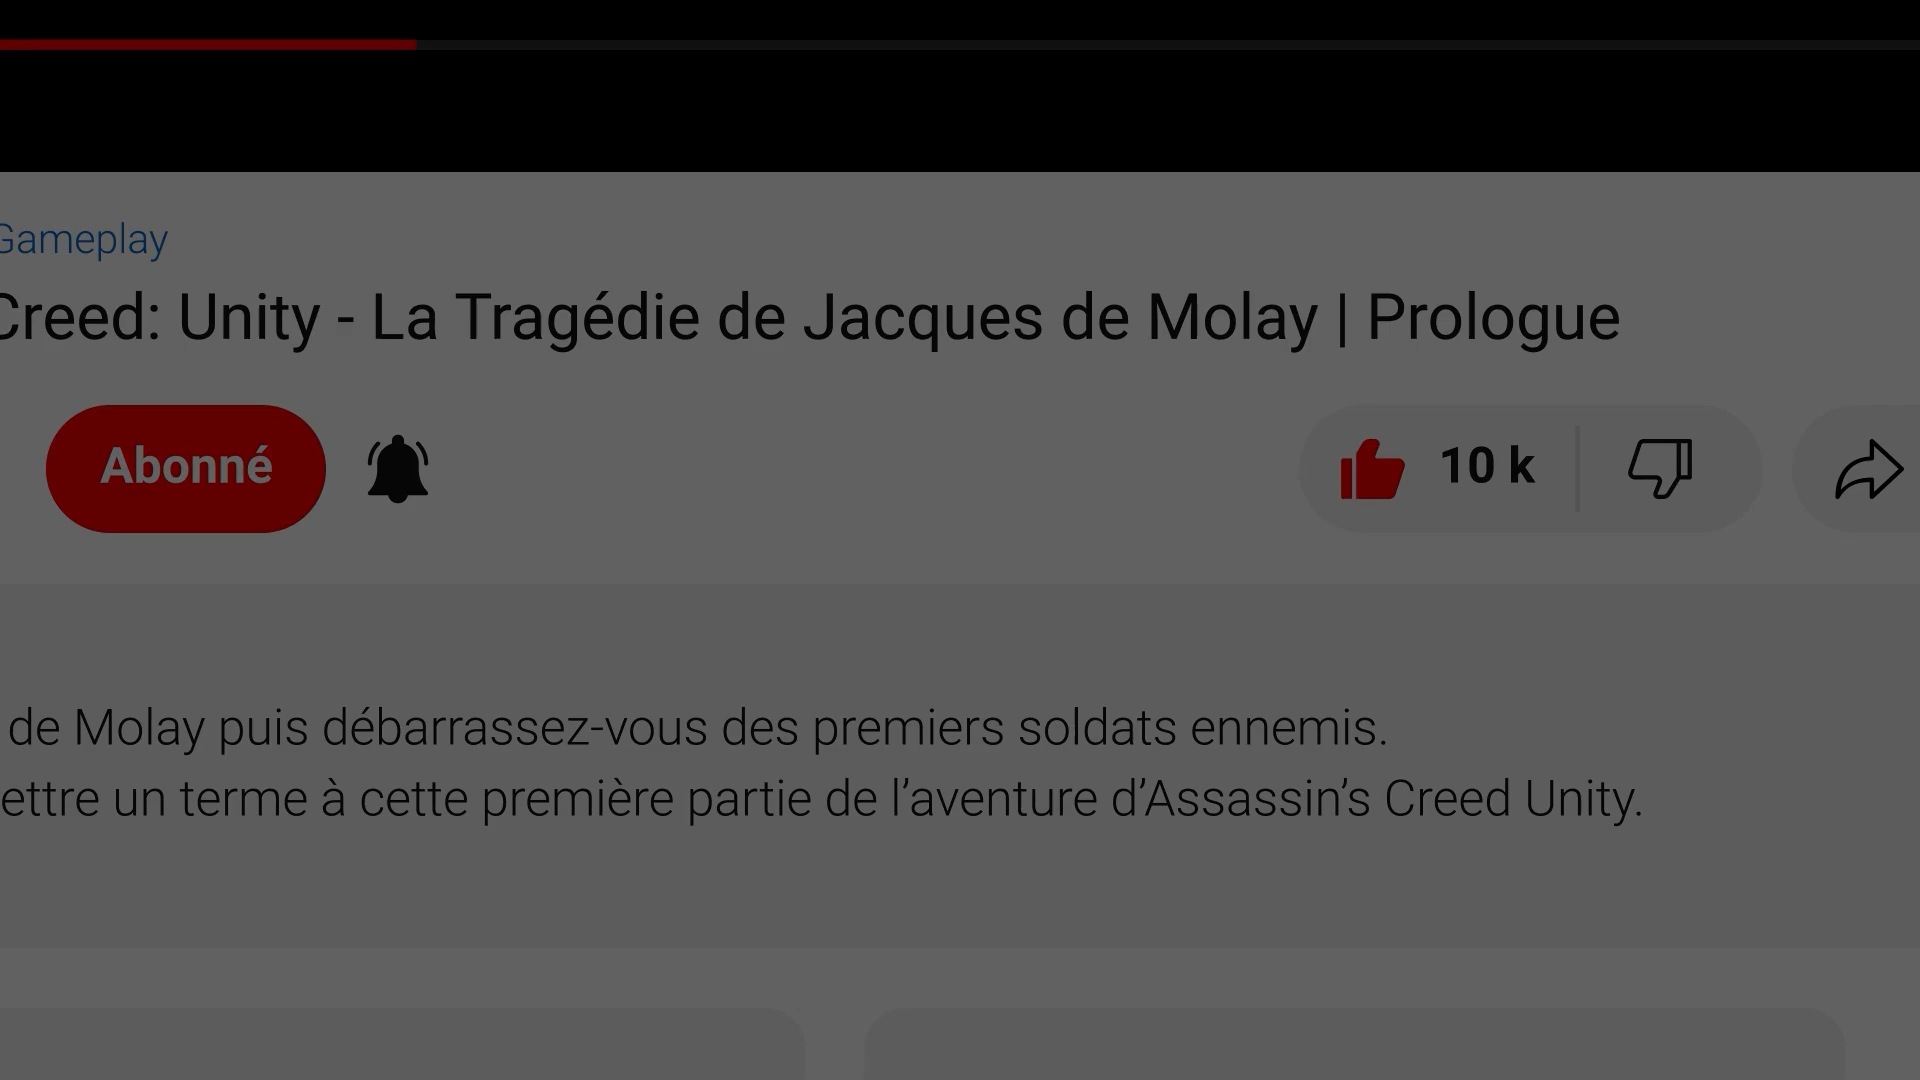 Gameplay
Creed: Unity - La Tragédie de Jacques de Molay | Prologue
Abonné
10 k
de Molay puis débarrassez-vous des premiers soldats ennemis.
ettre un terme à cette première partie de l’aventure d’Assassin’s Creed Unity.